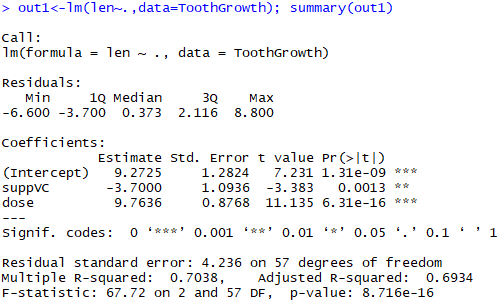 > out1<-lm(len~.,data=ToothGrowth); summary(out1)
Call:
lm(formula = len ~ ., data = ToothGrowth)
Residuals:
   Min     1Q Median     3Q    Max
-6.600 -3.700  0.373  2.116  8.800
Coefficients:
            Estimate Std. Error t value Pr(>|t|)
(Intercept)   9.2725     1.2824   7.231 1.31e-09 ***
suppVC       -3.7000     1.0936  -3.383   0.0013 **
dose          9.7636     0.8768  11.135 6.31e-16 ***
---
Signif. codes:  0 ‘***’ 0.001 ‘**’ 0.01 ‘*’ 0.05 ‘.’ 0.1 ‘ ’ 1
Residual standard error: 4.236 on 57 degrees of freedom
Multiple R-squared:  0.7038,    Adjusted R-squared:  0.6934
F-statistic: 67.72 on 2 and 57 DF,  p-value: 8.716e-16